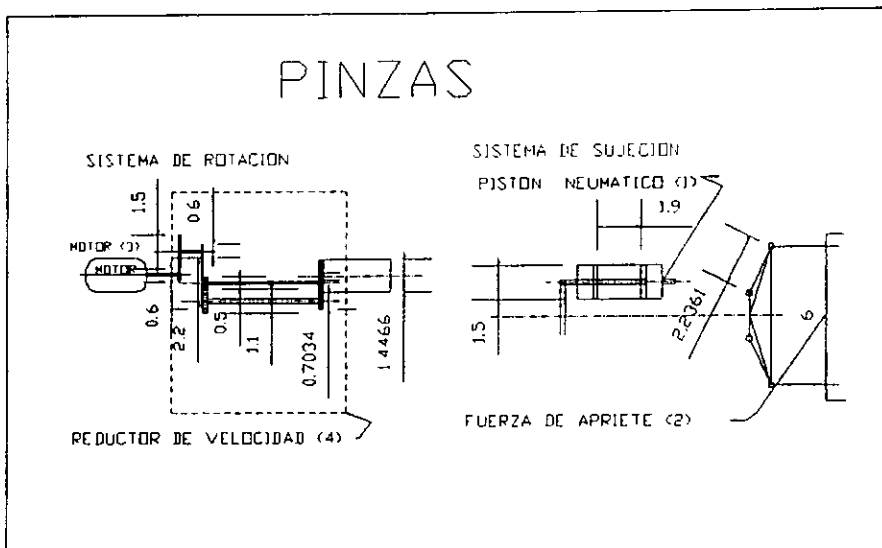 PINZAS
SISTEMA DE ROTACION
1.5
0.6
MOTOR (3)
MOTOR
0.6
2.2
0.5
1.1
0.7034
1.4466
REDUCTOR DE VELOCIDAD (4)
SISTEMA DE SUJECION
PISTON NEUMATICO (1)
1.9
1.5
2.2361
6
FUERZA DE APRIETE (2)